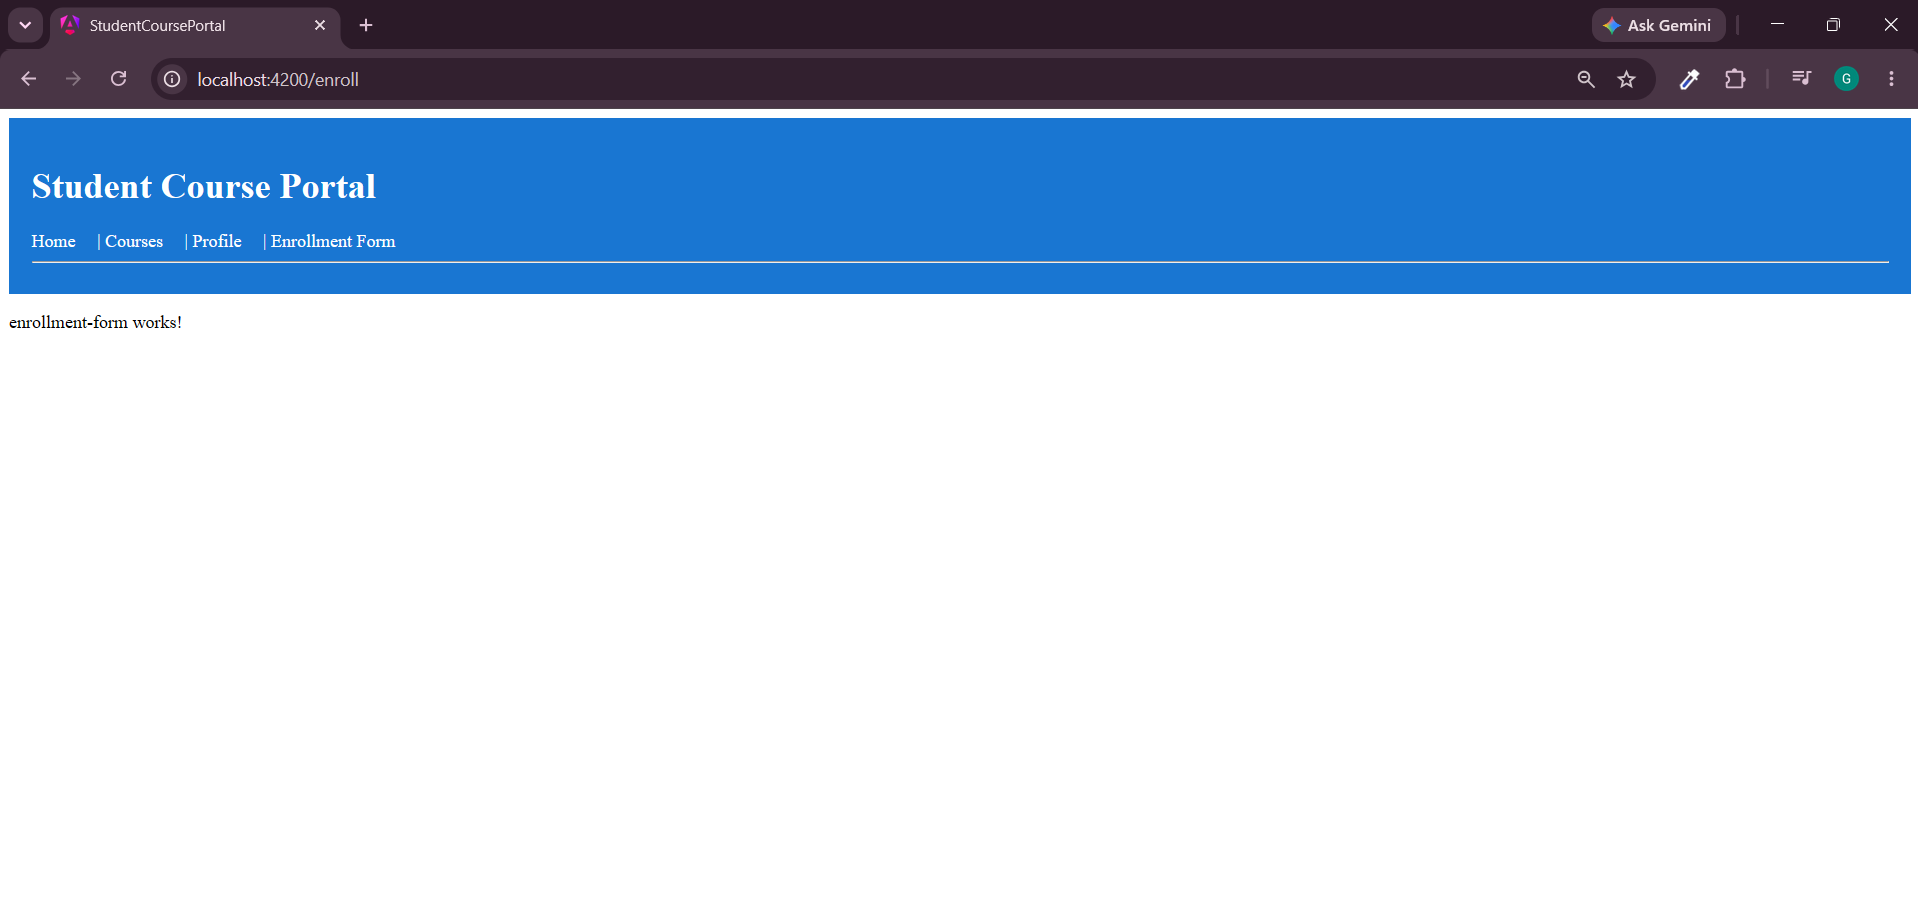 StudentCoursePortal
Ask Gemini
localhost:4200/enroll
G
Student Course Portal
Home | Courses | Profile | Enrollment Form
enrollment-form works!